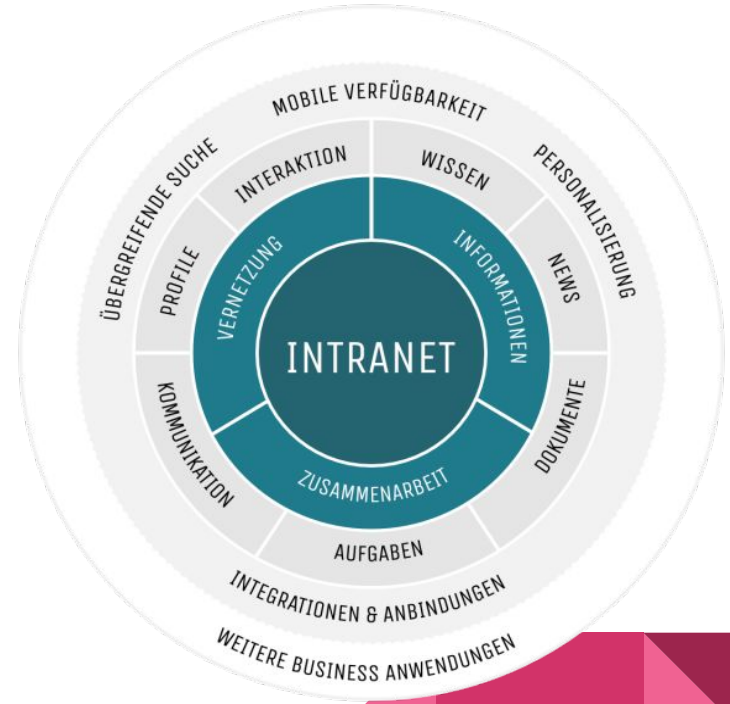 MOBILE VERFÜGBARKEIT
ÜBERGREIFENDE SUCHE
PERSONALISIERUNG
INTERAKTION
WISSEN
PROFILE
NEWS
VERNETZUNG
INFORMATIONEN
INTRANET
KOMMUNIKATION
DOKUMENTE
ZUSAMMENARBEIT
AUFGABEN
INTEGRATIONEN & ANBINDUNGEN
WEITERE BUSINESS ANWENDUNGEN